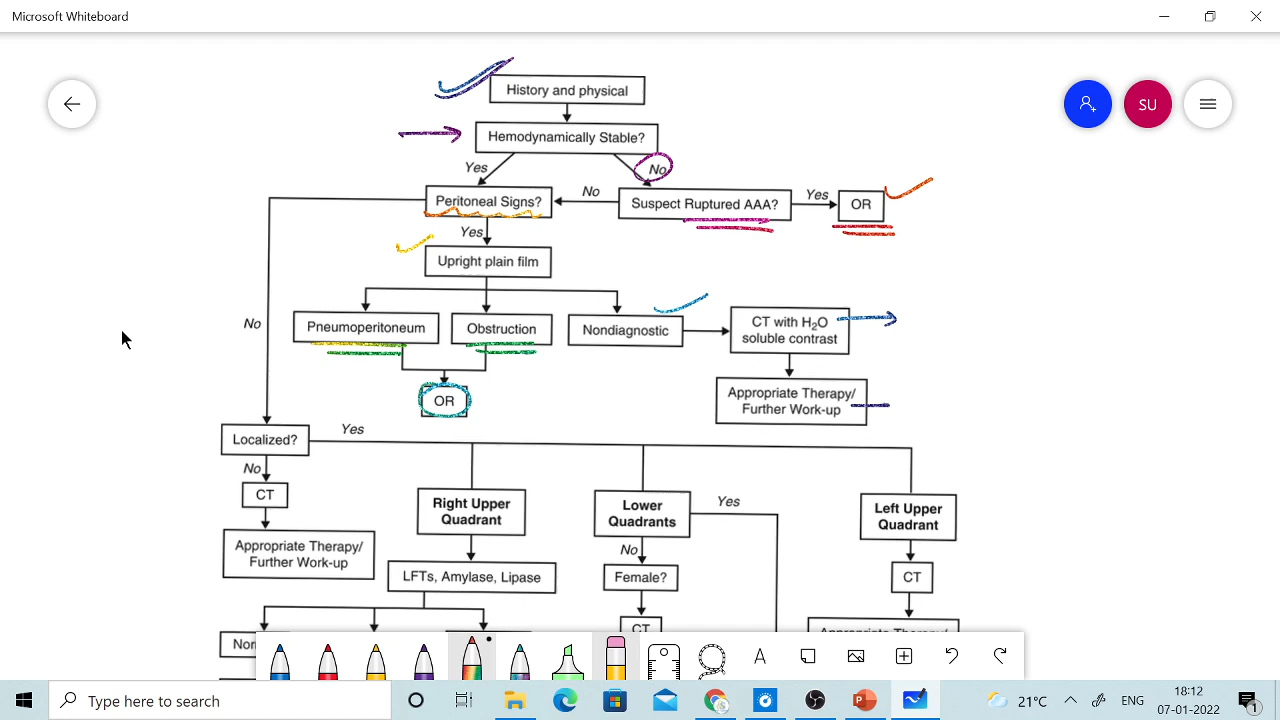 Microsoft Whiteboard
SU
History and physical
Hemodynamically Stable?
Yes
No
Peritoneal Signs?
No
Suspect Ruptured AAA?
Yes
OR
Yes
Upright plain film
No
Pneumoperitoneum
Obstruction
Nondiagnostic
CT with H₂O
soluble contrast
OR
Appropriate Therapy/
Further Work-up
Localized?
Yes
No
CT
Appropriate Therapy/
Further Work-up
Right Upper
Quadrant
LFTs, Amylase, Lipase
Lower
Quadrants
Yes
No
Female?
CT
Left Upper
Quadrant
CT
Appropriate Therapy/
A
Type here to search
21°C
ENG
18:12
07-01-2022
1